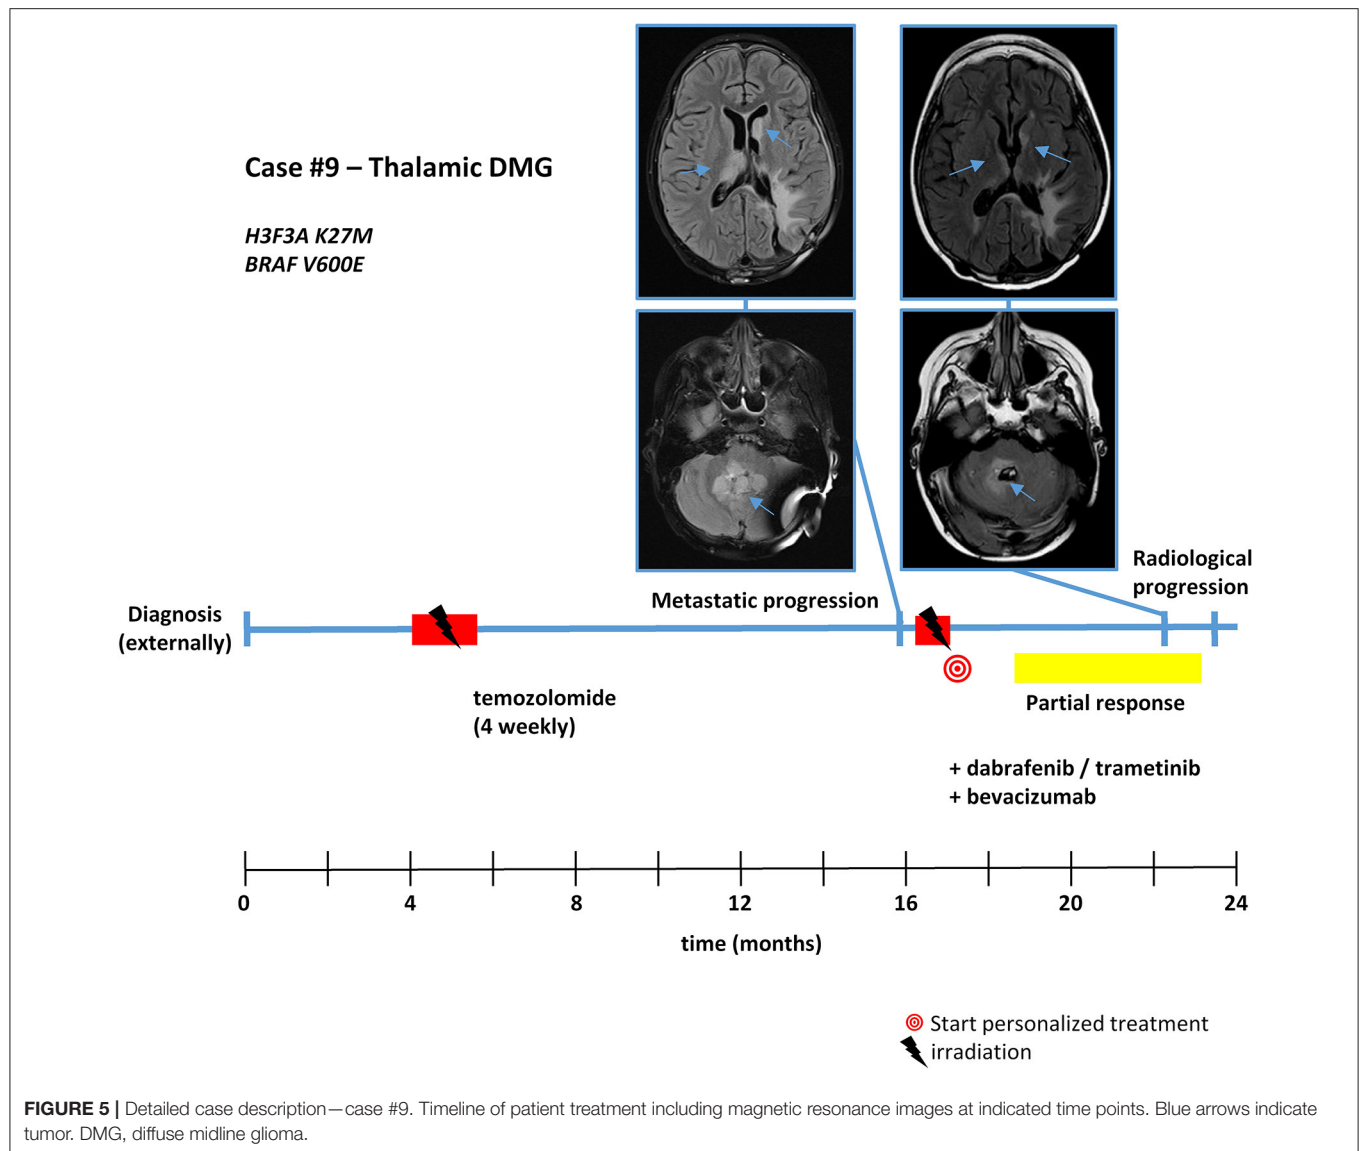 Case #9 – Thalamic DMG
H3F3A K27M
BRAF V600E
Radiological
progression
Metastatic progression
Diagnosis
(externally)
temozolomide
(4 weekly)
Partial response
+ dabrafenib / trametinib
+ bevacizumab
0 4 8 12 16 20 24
time (months)
Start personalized treatment
irradiation
FIGURE 5 | Detailed case description—case #9. Timeline of patient treatment including magnetic resonance images at indicated time points. Blue arrows indicate
tumor. DMG, diffuse midline glioma.